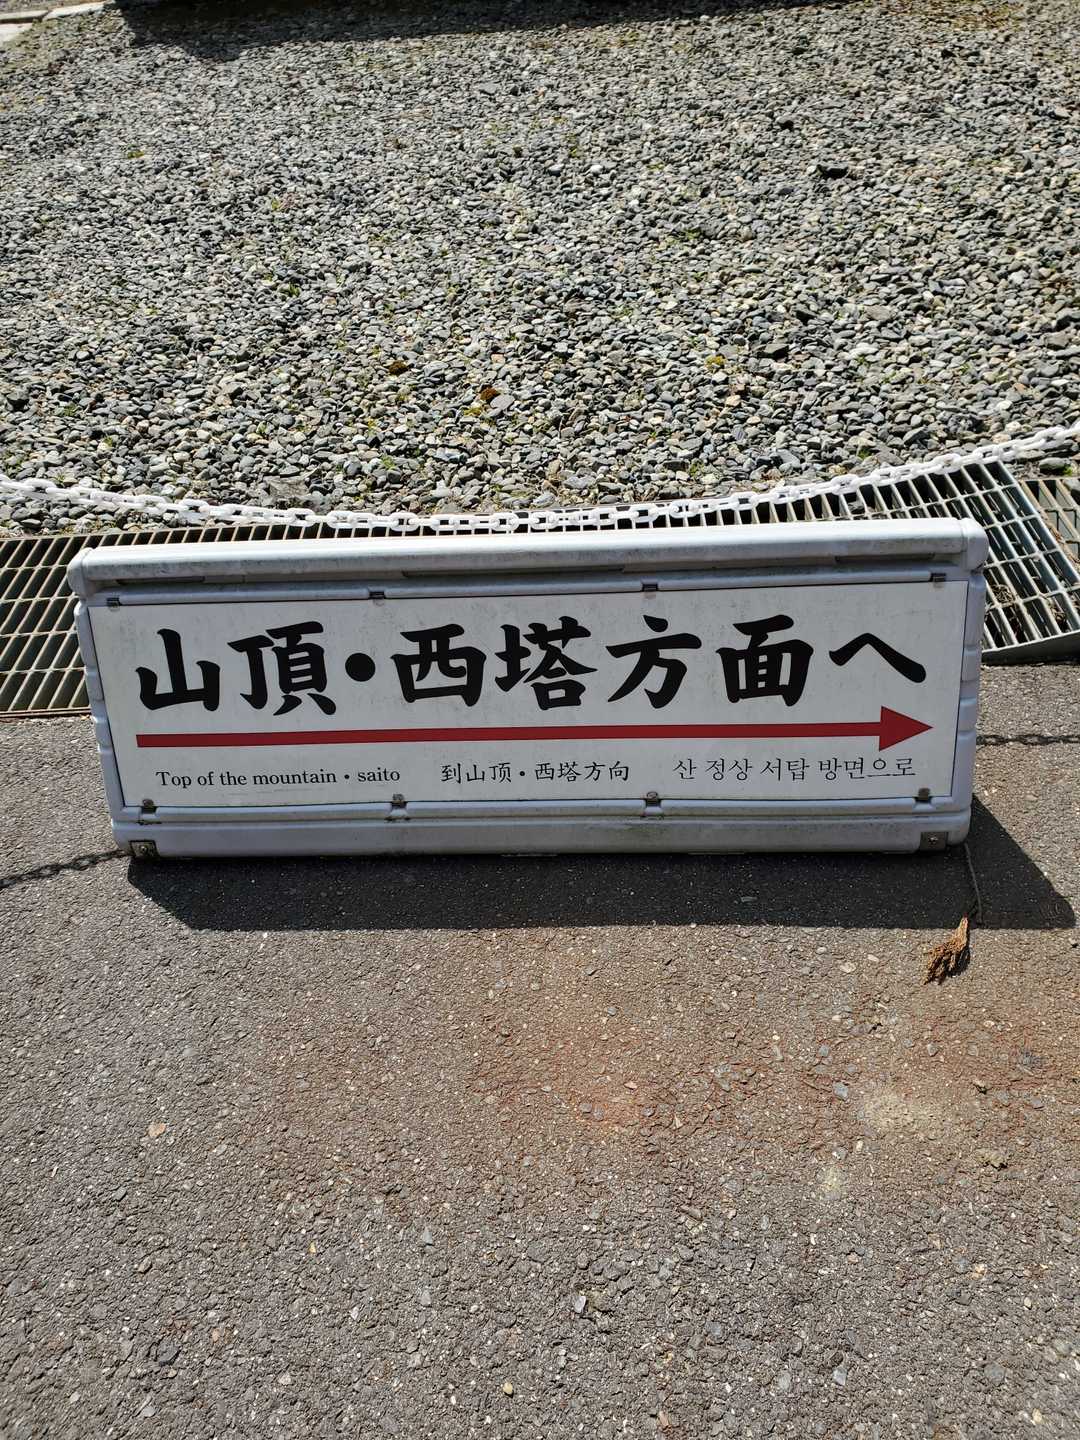 山頂・西塔方面へ
Top of the mountain・saito 到山顶・西塔方向 산 정상 서탑 방면으로